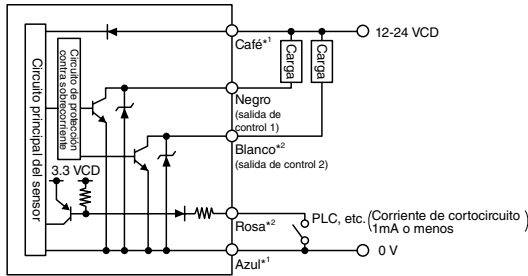 Circuito principal del sensor
Circuito de protección
contra sobrecorriente
3.3 VCD
Café*1
12-24 VCD
Carga
Carga
Negro
(salida de
control 1)
Blanco*2
(salida de control 2)
Rosa*2
PLC, etc. (Corriente de cortocircuito
1mA o menos)
Azul*1
0 V